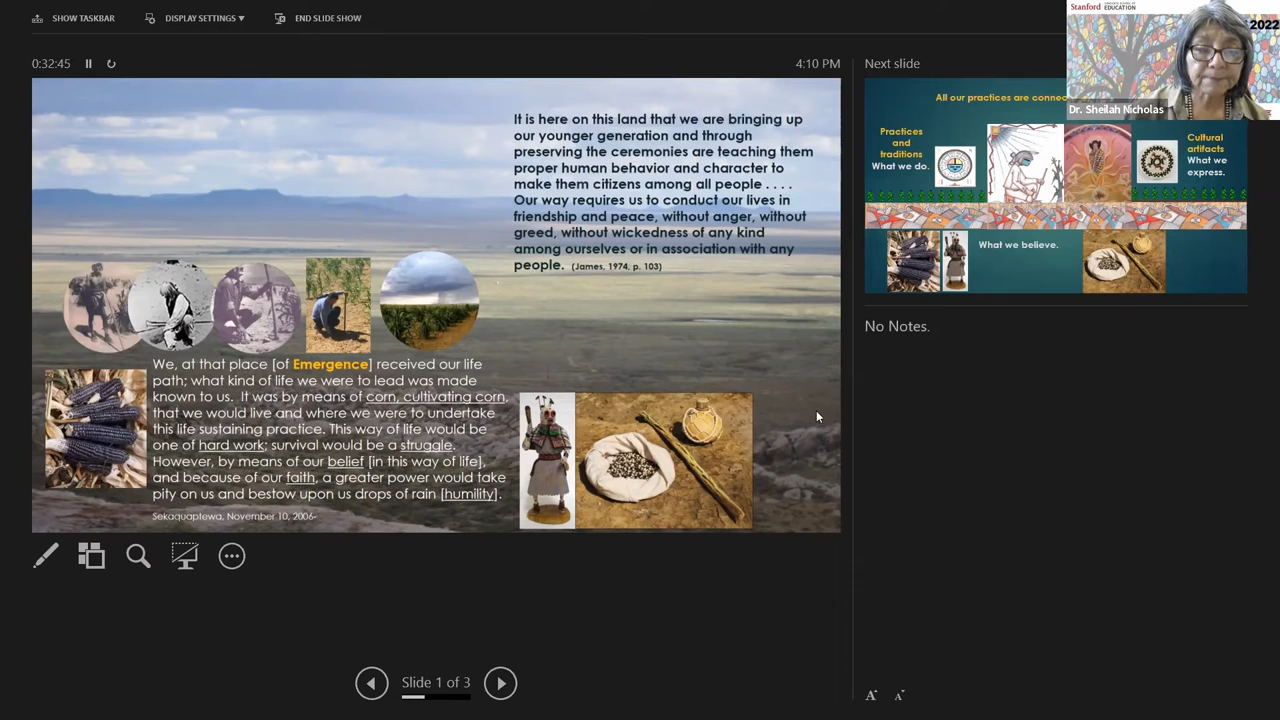 SHOW TASKBAR
DISPLAY SETTINGS ▼
END SLIDE SHOW
0:32:45
4:10 PM
It is here on this land that we are bringing up
our younger generation and through
preserving the ceremonies are teaching them
proper human behavior and character to
make them citizens among all people . . . .
Our way requires us to conduct our lives in
friendship and peace, without anger, without
greed, without wickedness of any kind
among ourselves or in association with any
people. (James, 1974, p. 103)
We, at that place [of Emergence] received our life
path; what kind of life we were to lead was made
known to us. It was by means of corn, cultivating corn,
that we would live and where we were to undertake
this life sustaining practice. This way of life would be
one of hard work; survival would be a struggle.
However, by means of our belief [in this way of life],
and because of our faith, a greater power would take
pity on us and bestow upon us drops of rain [humility].
Sekaquaptewa, November 10, 2006-
Slide 1 of 3
Next slide
All our practices are connec
Practices
and
traditions
What we do.
Cultural
artifacts
What we
express.
What we believe.
No Notes.
A
A
Stanford GRADUATE SCHOOL OF EDUCATION
2022
Dr. Sheilah Nicholas